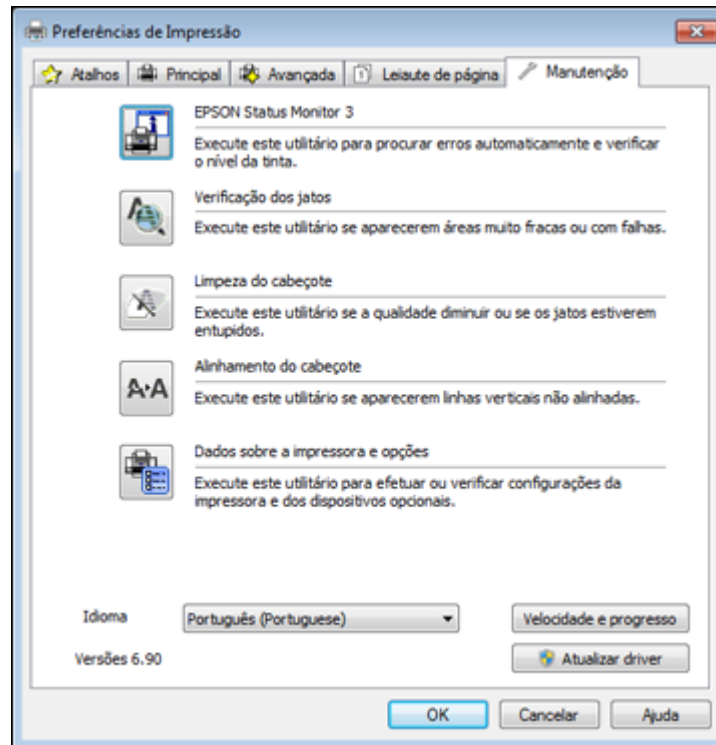 Preferências de Impressão
Atalhos
Principal
Avançada
Leiaute de página
Manutenção
EPSON Status Monitor 3
Execute este utilitário para procurar erros automaticamente e verificar
o nível da tinta.
Verificação dos jatos
Execute este utilitário se aparecerem áreas muito fracas ou com falhas.
Limpeza do cabeçote
Execute este utilitário se a qualidade diminuir ou se os jatos estiverem
entupidos.
Alinhamento do cabeçote
A▸A
Execute este utilitário se aparecerem linhas verticais não alinhadas.
Dados sobre a impressora e opções
Execute este utilitário para efetuar ou verificar configurações da
impressora e dos dispositivos opcionais.
Idioma
Português (Portuguese)
Velocidade e progresso
Versões 6.90
Atualizar driver
OK
Cancelar
Ajuda